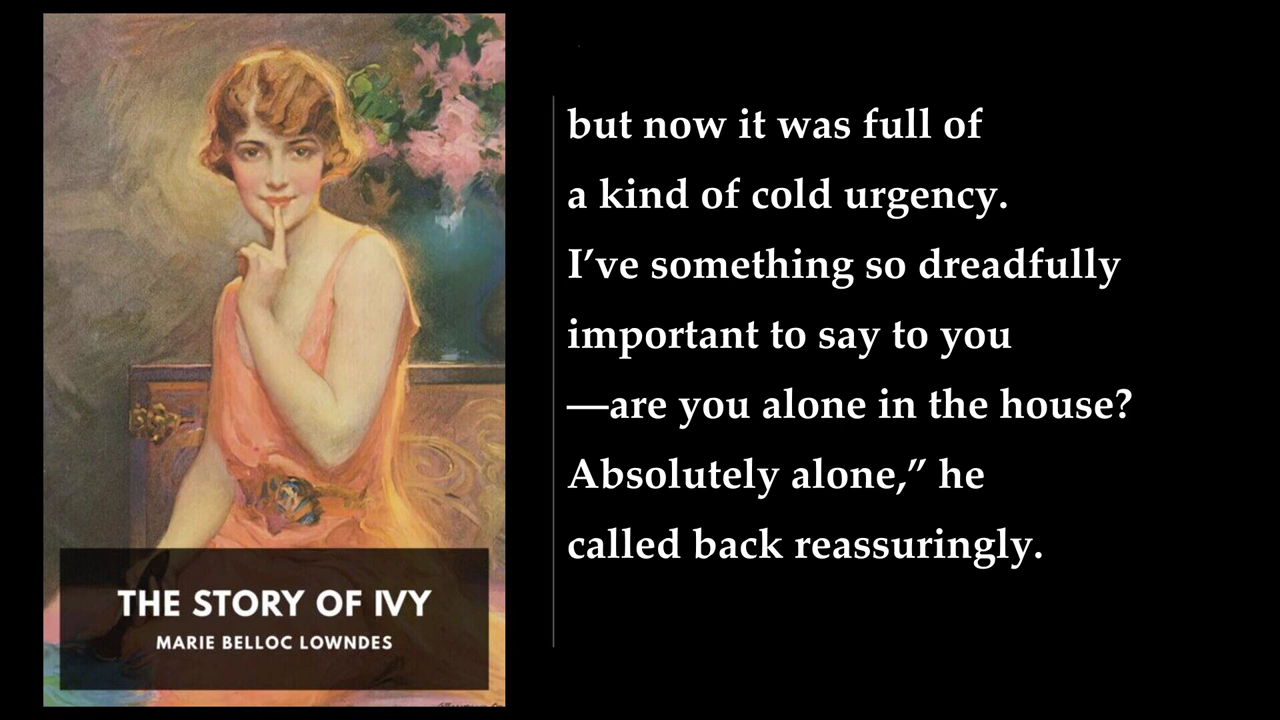 but now it was full of
a kind of cold urgency.
I’ve something so dreadfully
important to say to you
—are you alone in the house?
Absolutely alone,” he
called back reassuringly.
THE STORY OF IVY
MARIE BELLOC LOWNDES